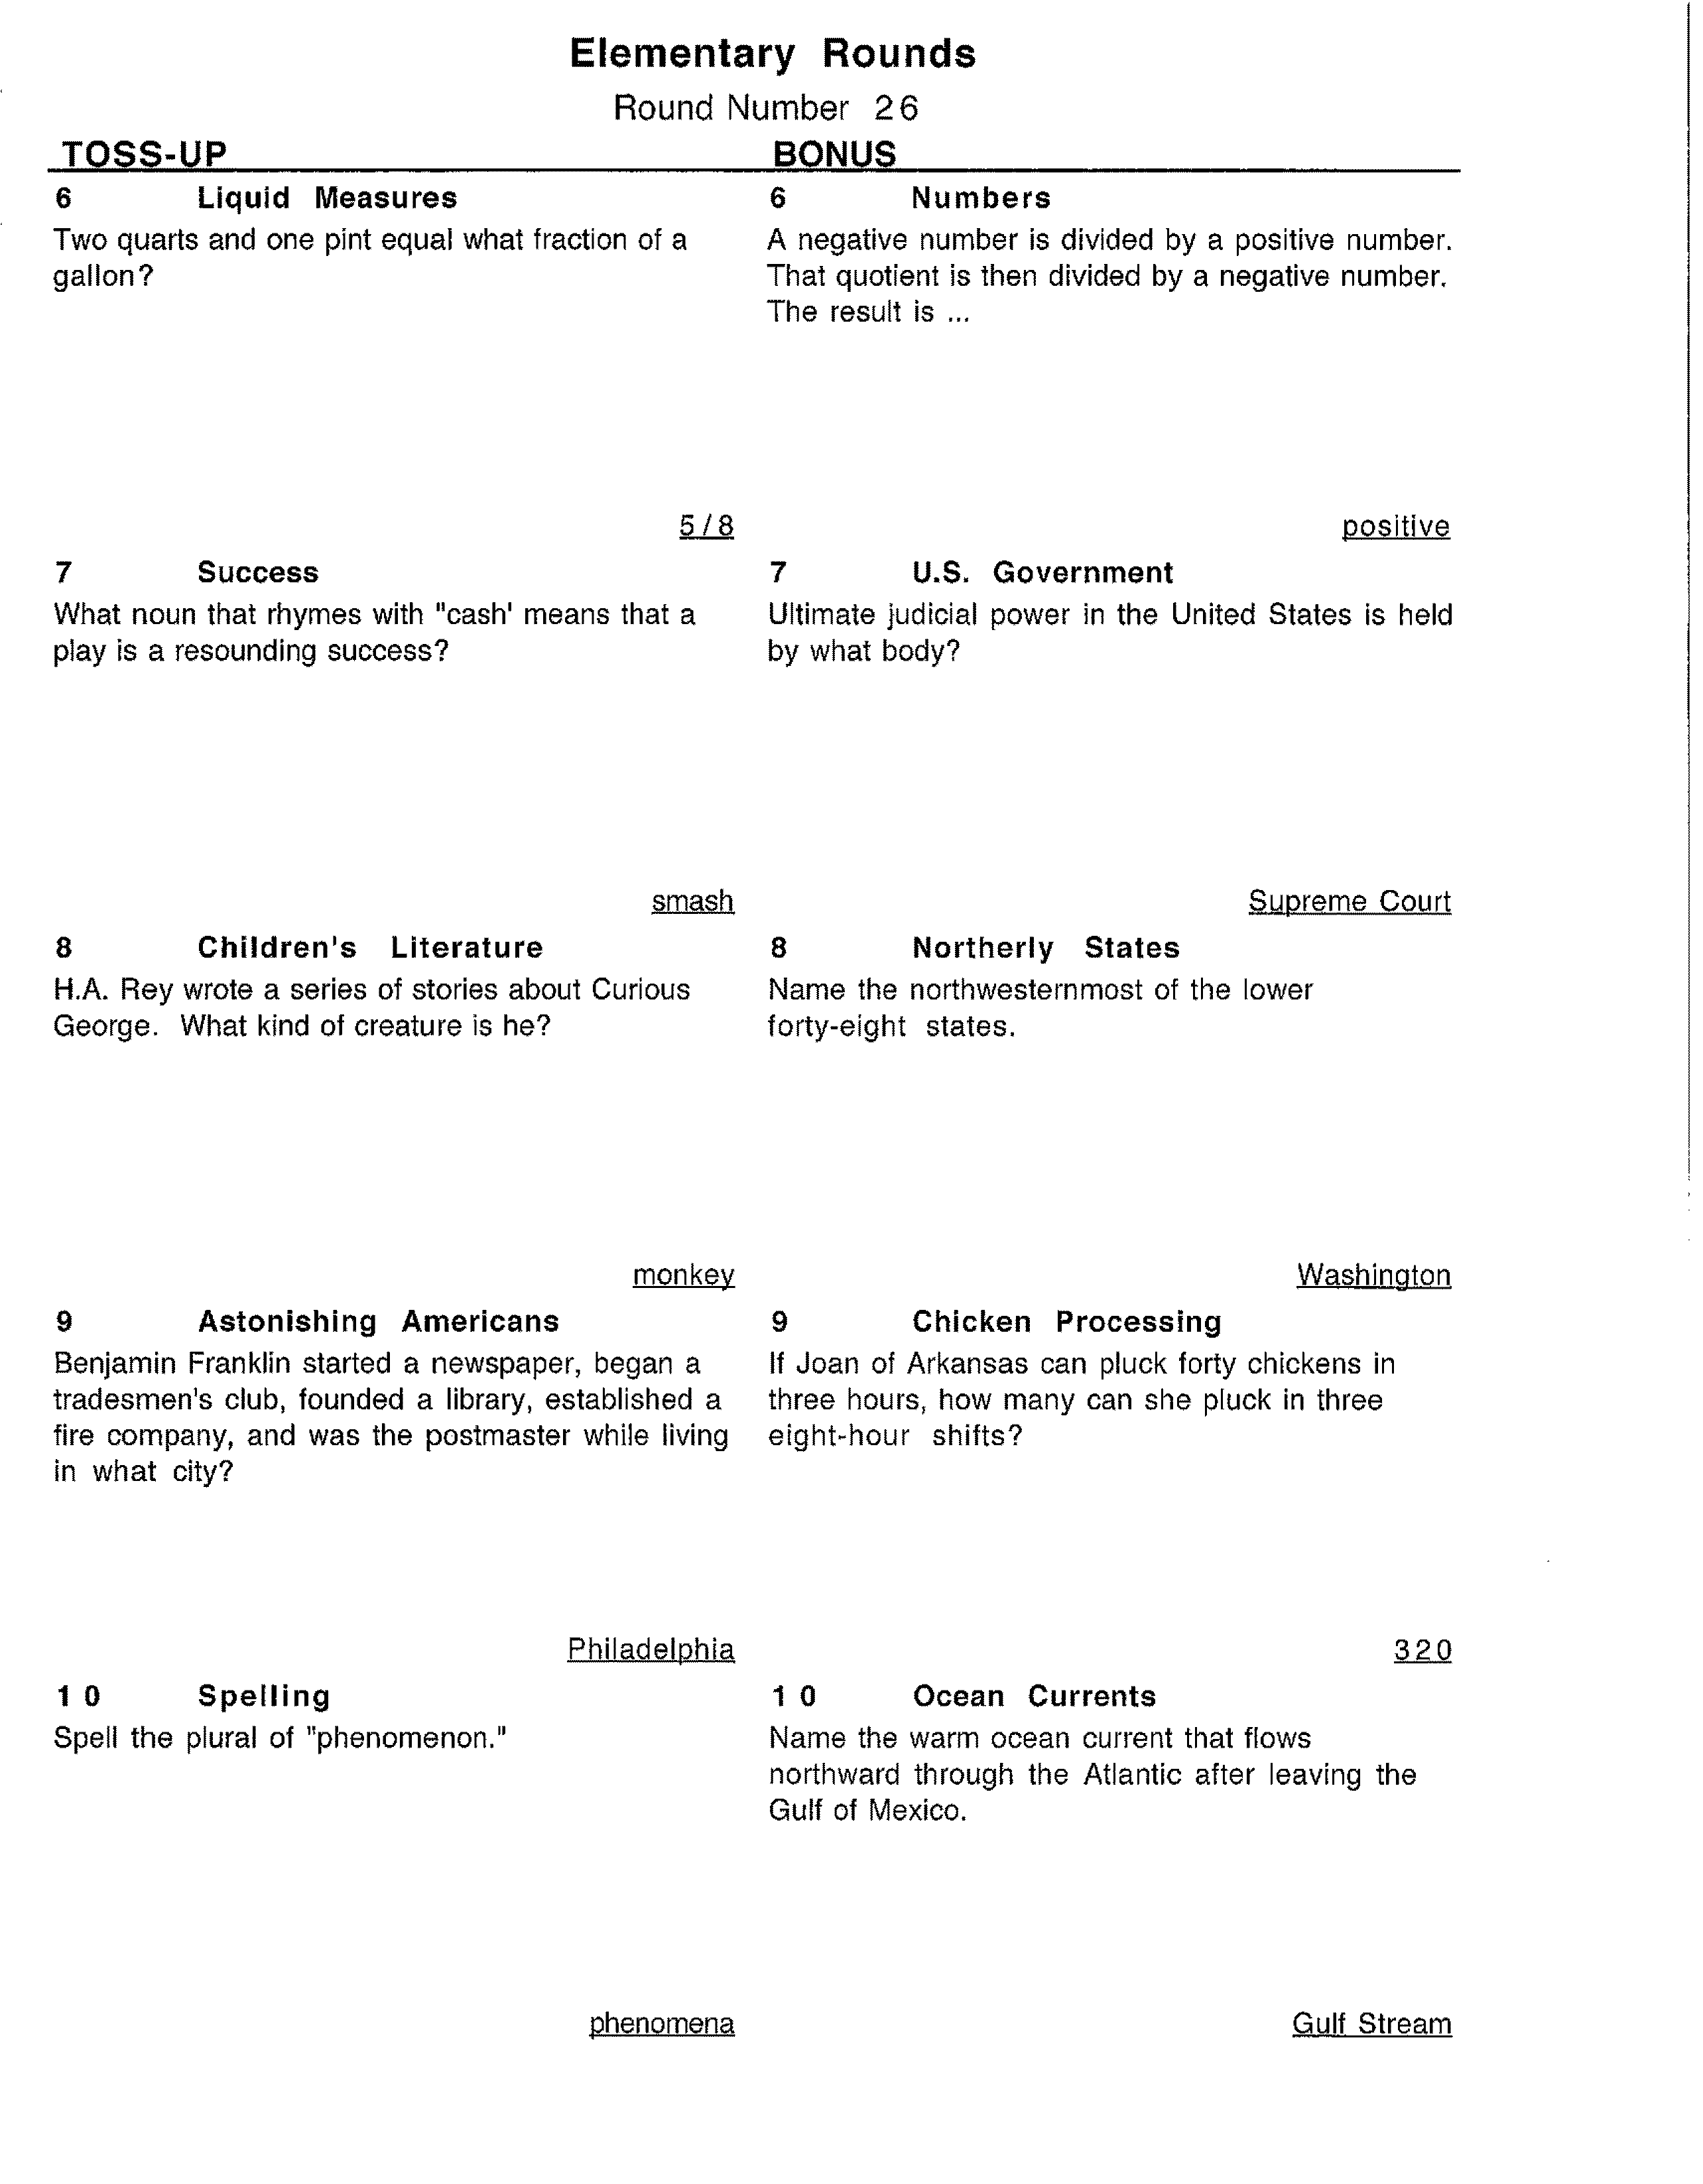 Elementary Rounds
Round Number 26
TOSS-UP
BONUS
6 Liquid Measures
Two quarts and one pint equal what fraction of a
gallon?
5/8
6 Numbers
A negative number is divided by a positive number.
That quotient is then divided by a negative number.
The result is ...
positive
7 Success
What noun that rhymes with "cash' means that a
play is a resounding success?
smash
7 U.S. Government
Ultimate judicial power in the United States is held
by what body?
Supreme Court
8 Children's Literature
H.A. Rey wrote a series of stories about Curious
George. What kind of creature is he?
monkey
8 Northerly States
Name the northwesternmost of the lower
forty-eight states.
Washington
9 Astonishing Americans
Benjamin Franklin started a newspaper, began a
tradesmen's club, founded a library, established a
fire company, and was the postmaster while living
in what city?
Philadelphia
9 Chicken Processing
If Joan of Arkansas can pluck forty chickens in
three hours, how many can she pluck in three
eight-hour shifts?
320
10 Spelling
Spell the plural of "phenomenon."
phenomena
10 Ocean Currents
Name the warm ocean current that flows
northward through the Atlantic after leaving the
Gulf of Mexico.
Gulf Stream